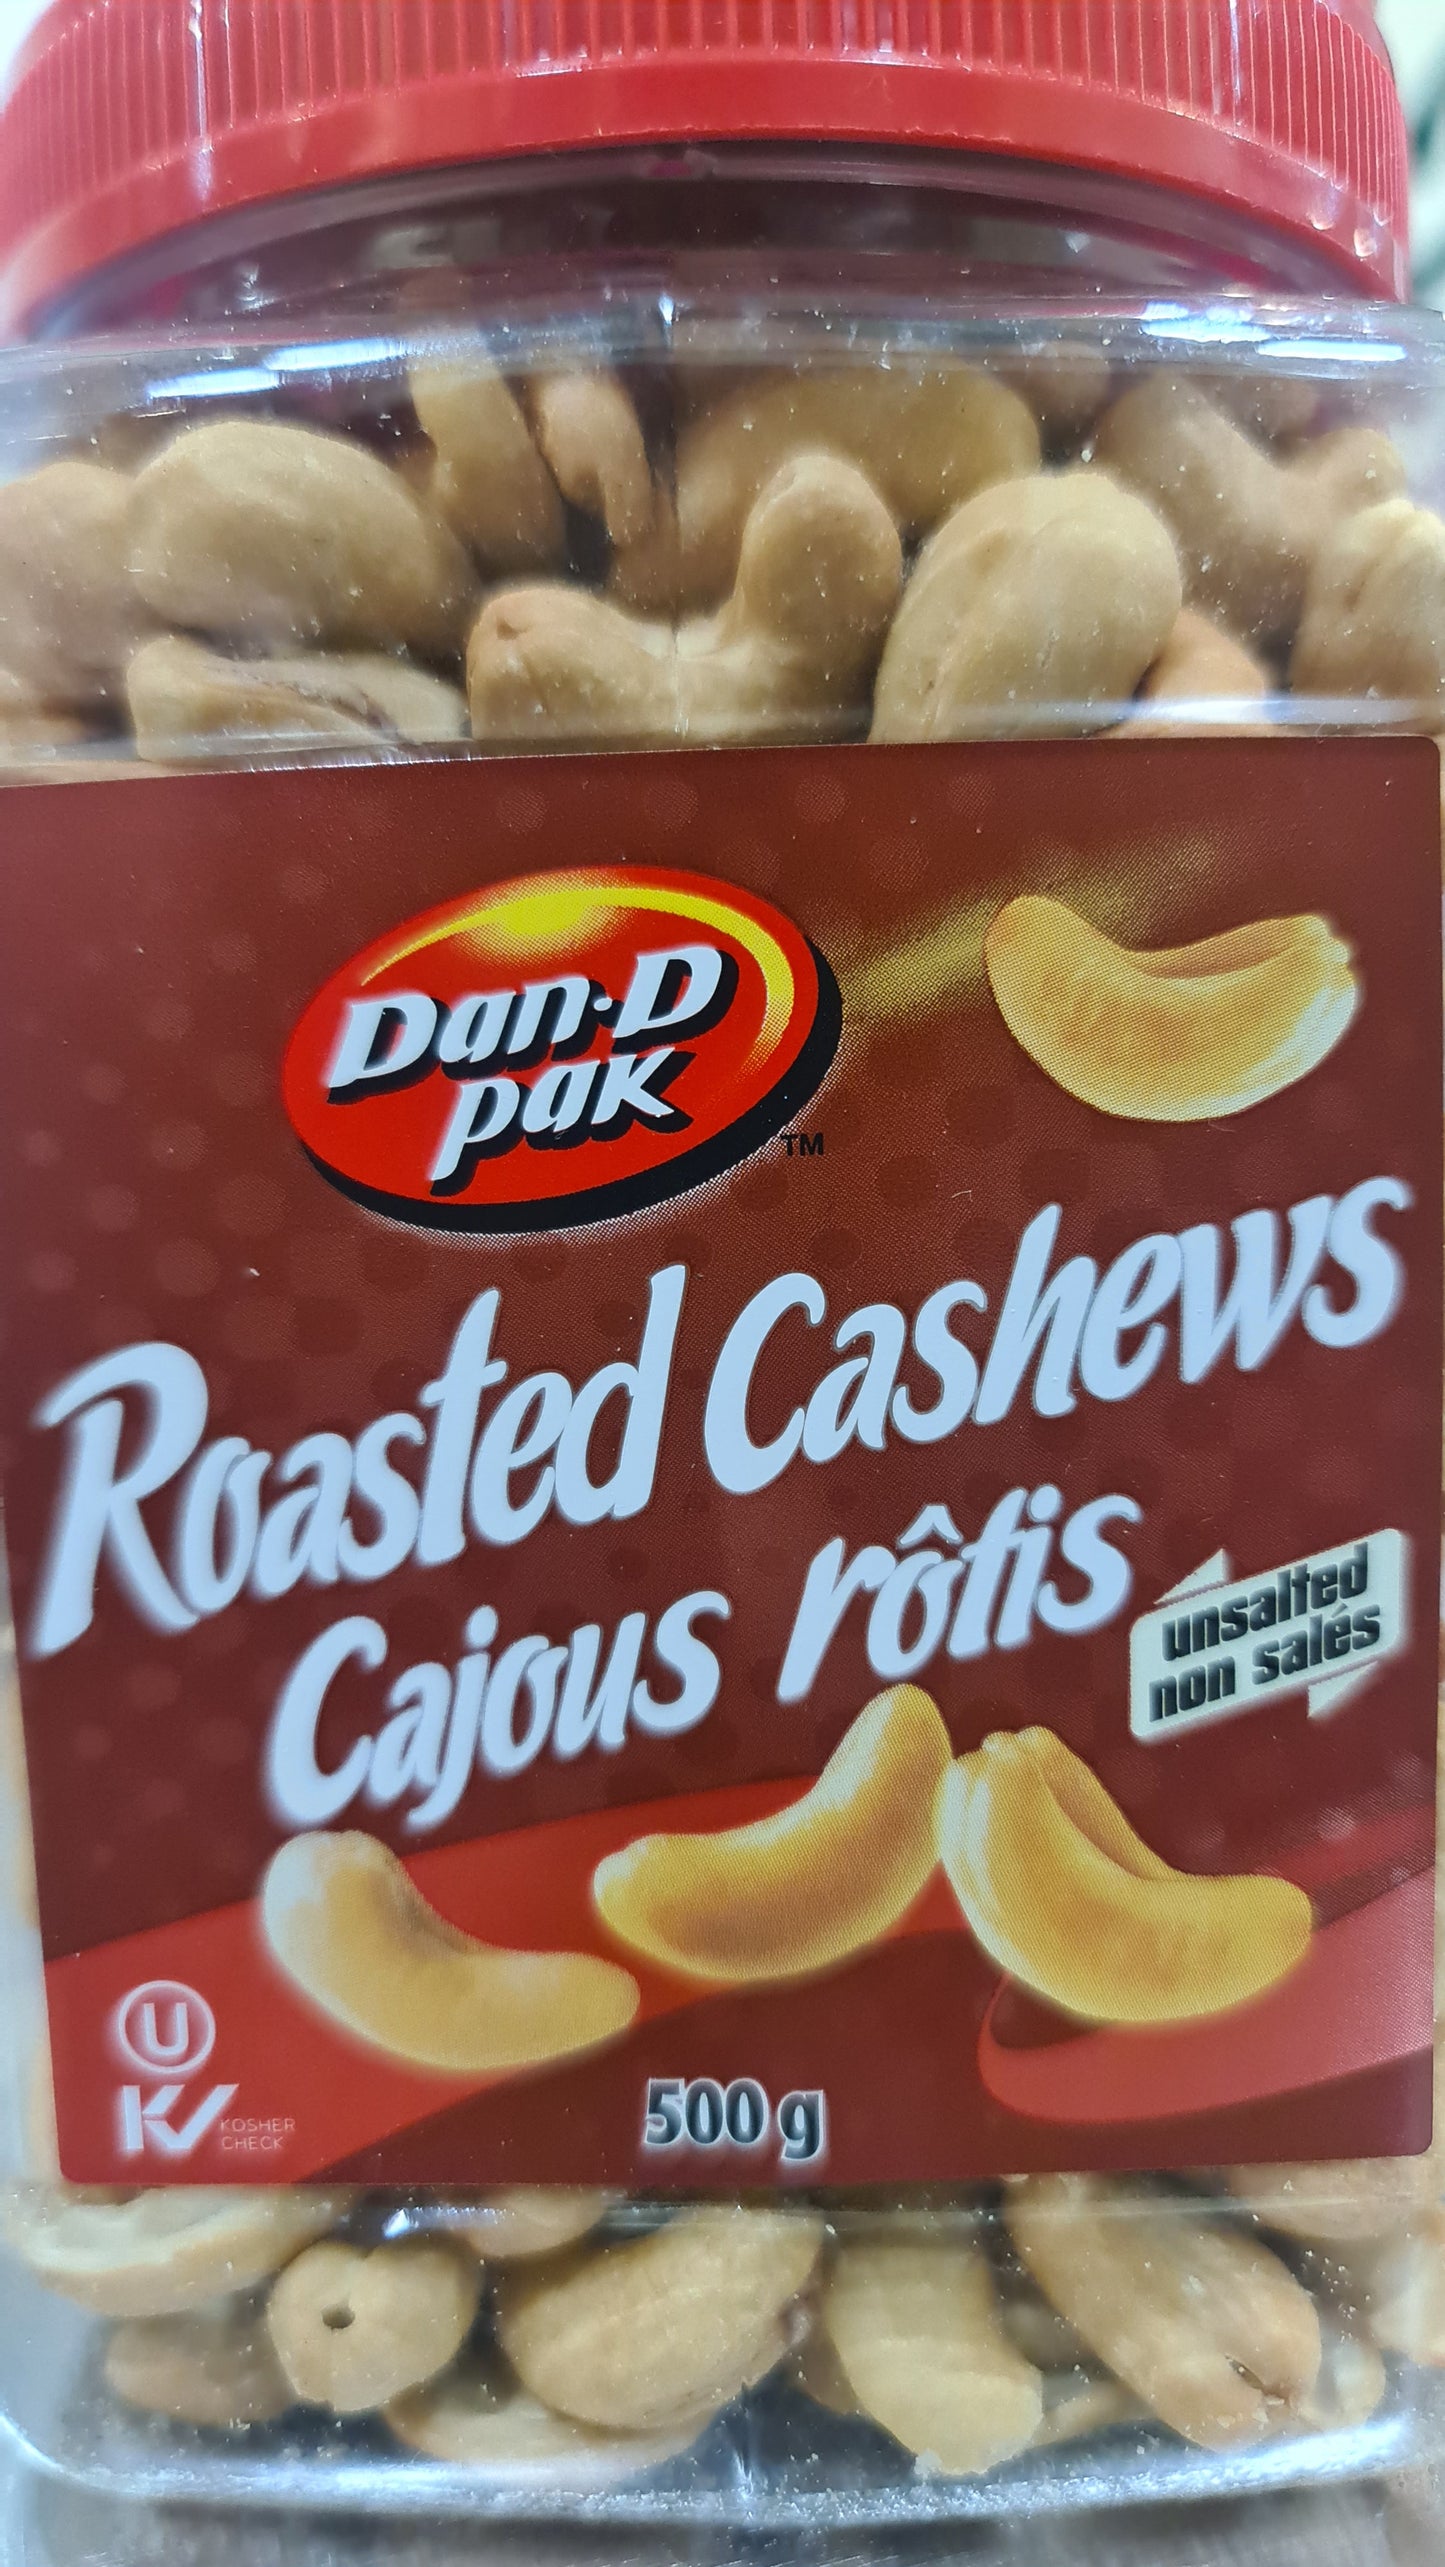 Dan·D
pak
TM
Roasted Cashews
Cajous rôtis
unsalted
non salés
U
K
KOSHER
CHECK
500 g